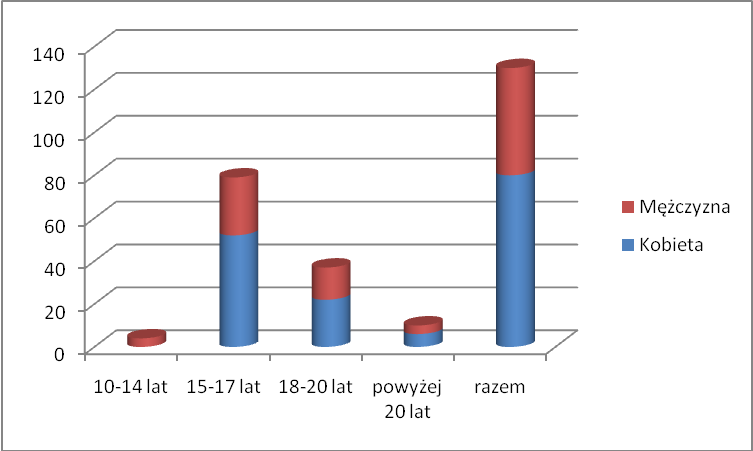 140
120
100
80
60
40
20
0
10-14 lat
15-17 lat
18-20 lat
powyżej
20 lat
razem
Mężczyzna
Kobieta